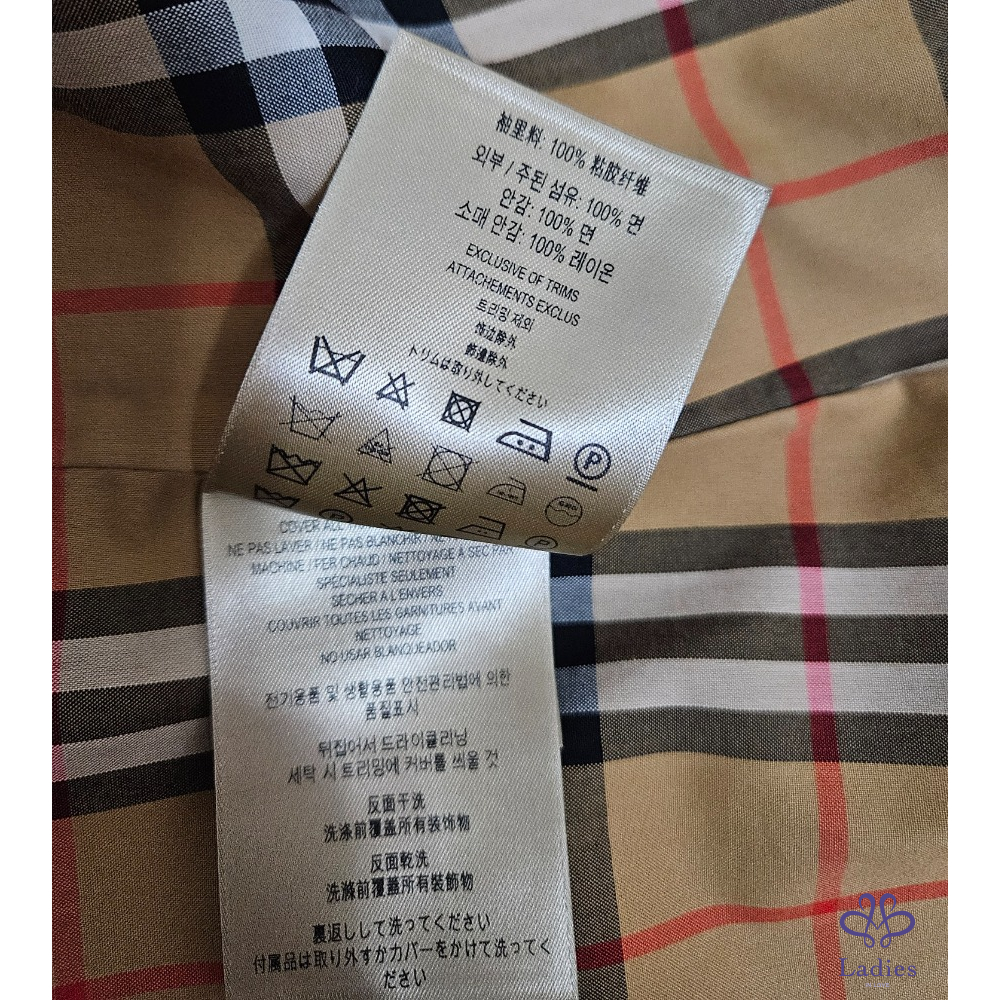 袖里料: 100% 粘胶纤维
외부 / 주된 섬유: 100% 면
안감: 100% 면
소매 안감: 100% 레이온
EXCLUSIVE OF TRIMS
ATTACHEMENTS EXCLUS
트리밍 제외
饰边除外
飾邊除外
トリムは取り外してください
P
P
COVER ALL
NE PAS LAVER / NE PAS BLANCHIR
MACHINE / FER CHAUD / NETTOYAGE A SEC PAR
SPECIALISTE SEULEMENT
SÉCHER A L'ENVERS
COUVRIR TOUTES LES GARNITURES AVANT
NETTOYAGE
NO USAR BLANQUEADOR
전기용품 및 생활용품 안전관리법에 의한
품질표시
뒤집어서 드라이클리닝
세탁 시 트리밍에 커버를 씌울 것
反面干洗
洗涤前覆盖所有装饰物
反面乾洗
洗滌前覆蓋所有裝飾物
裏返しして洗ってください
付属品は取り外すかカバーをかけて洗ってく
ださい
Ladies